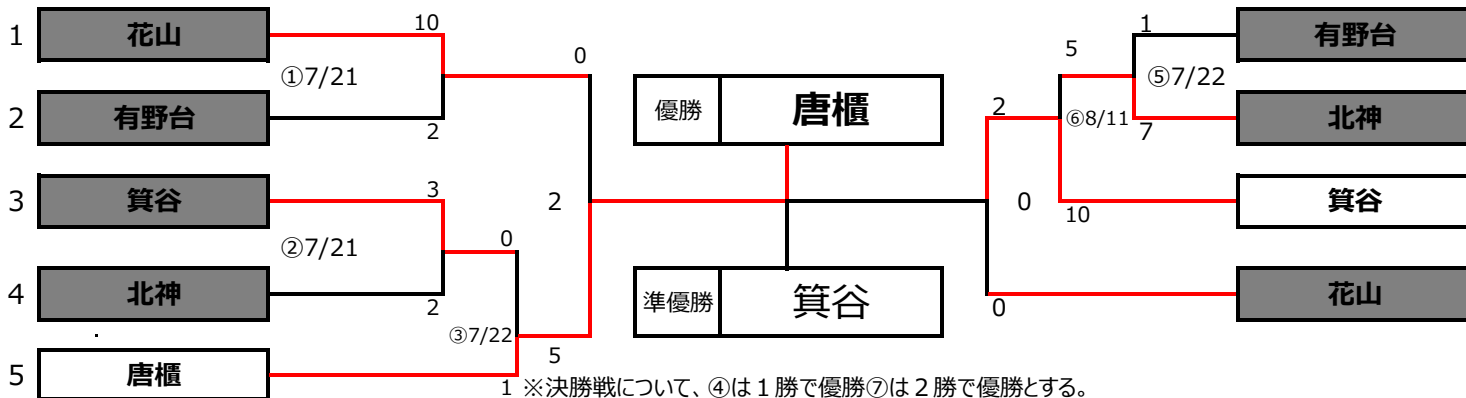 1 花山 10
①7/21
2 有野台 2
0
3 箕谷 3
②7/21
0
4 北神 2
③7/22
5
5 唐櫃 1
2
優勝 唐櫃
準優勝 箕谷
0
2
0
5
⑥8/11
10
1 有野台
⑤7/22
7 北神
箕谷
花山
※決勝戦について、④は１勝で優勝⑦は２勝で優勝とする。